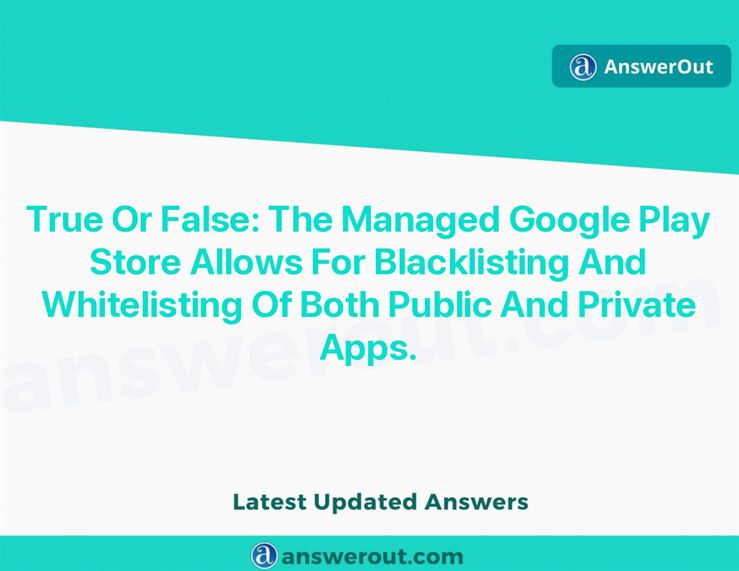 AnswerOut
True Or False: The Managed Google Play
Store Allows For Blacklisting And
Whitelisting Of Both Public And Private
Apps.
answerout.com
Latest Updated Answers
answerout.com